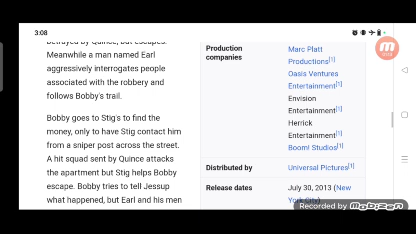 3:08
betrayed by Quince, but escapes.
Meanwhile a man named Earl
aggressively interrogates people
associated with the robbery and
follows Bobby's trail.
Bobby goes to Stig's to find the
money, only to have Stig contact him
from a sniper post across the street.
A hit squad sent by Quince attacks
the apartment but Stig helps Bobby
escape. Bobby tries to tell Jessup
what happened, but Earl and his men
Production
companies
Marc Platt
Productions[1]
Oasis Ventures
Entertainment[1]
Envision
Entertainment[1]
Herrick
Entertainment[1]
Boom! Studios[1]
Distributed by
Universal Pictures[1]
Release dates
July 30, 2013 (New
York City)
Recorded by Mobizen